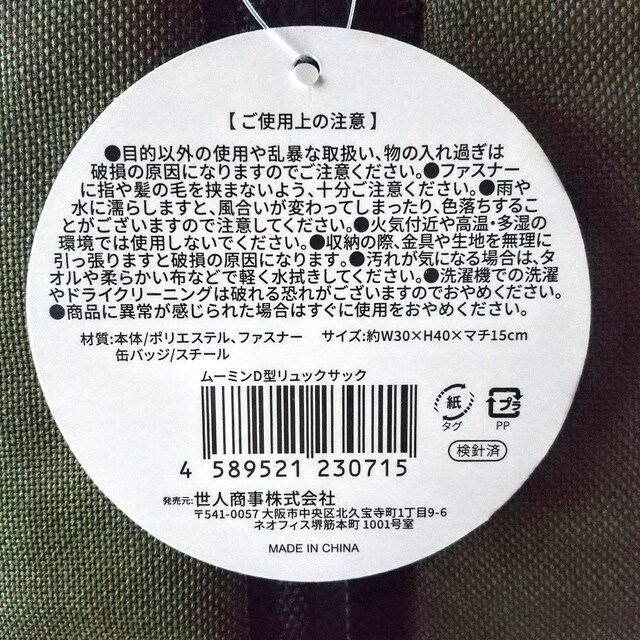 【ご使用上の注意】
●目的以外の使用や乱暴な取扱い、物の入れ過ぎは
破損の原因になりますのでご注意ください。●ファスナー
に指や髪の毛を挟まないよう、十分ご注意ください。●雨や
水に濡らしますと、風合いが変わってしまったり、色落ちするこ
とがございますので注意してください。●火気付近や高温・多湿の
環境では使用しないでください。●収納の際、金具や生地を無理に
引っ張りますと破損の原因になります。●汚れが気になる場合は、タ
オルや柔らかい布などで軽く水拭きしてください。●洗濯機での洗濯
やドライクリーニングは破れる恐れがございますのでおやめください。
●商品に異常が感じられた場合はすぐに使用をおやめください。
材質:本体/ポリエステル、ファスナー サイズ:約W30×H40×マチ15cm
缶バッジ/スチール
ムーミンD型リュックサック
4 589521 230715
紙
タグ
プラ
PP
検針済
発売元:世人商事株式会社
〒541-0057 大阪市中央区北久宝寺町1丁目9-6
ネオフィス堺筋本町 1001号室
MADE IN CHINA